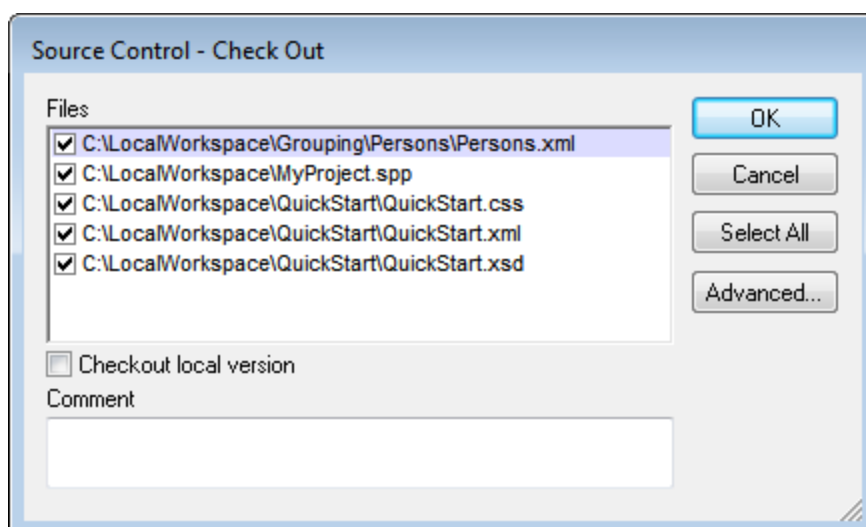 Source Control - Check Out
Files
C:\LocalWorkspace\Grouping\Persons\Persons.xml
C:\LocalWorkspace\MyProject.spp
C:\LocalWorkspace\QuickStart\QuickStart.css
C:\LocalWorkspace\QuickStart\QuickStart.xml
C:\LocalWorkspace\QuickStart\QuickStart.xsd
OK
Cancel
Select All
Advanced...
Checkout local version
Comment